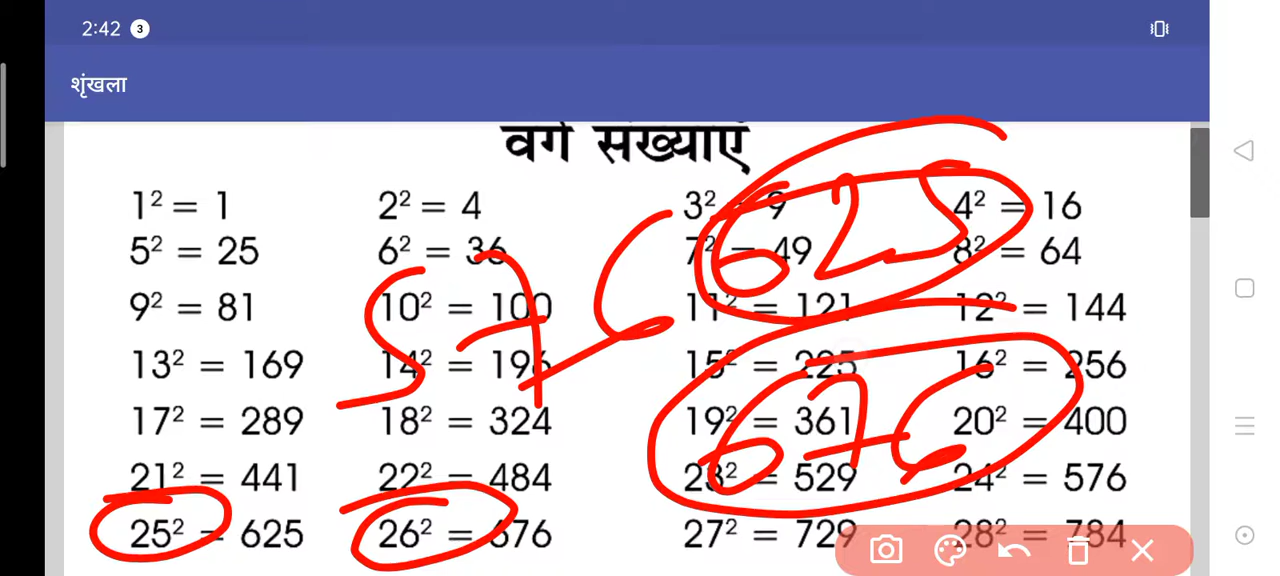 2:42 3
शृंखला
वर्ग संख्याएँ
1² = 1 2² = 4 3² = 9 4² = 16
5² = 25 6² = 36 7² = 49 8² = 64
9² = 81 10² = 100 11² = 121 12² = 144
13² = 169 14² = 196 15² = 225 16² = 256
17² = 289 18² = 324 19² = 361 20² = 400
21² = 441 22² = 484 23² = 529 24² = 576
25² = 625 26² = 676 27² = 729 28² = 784
625
576
676